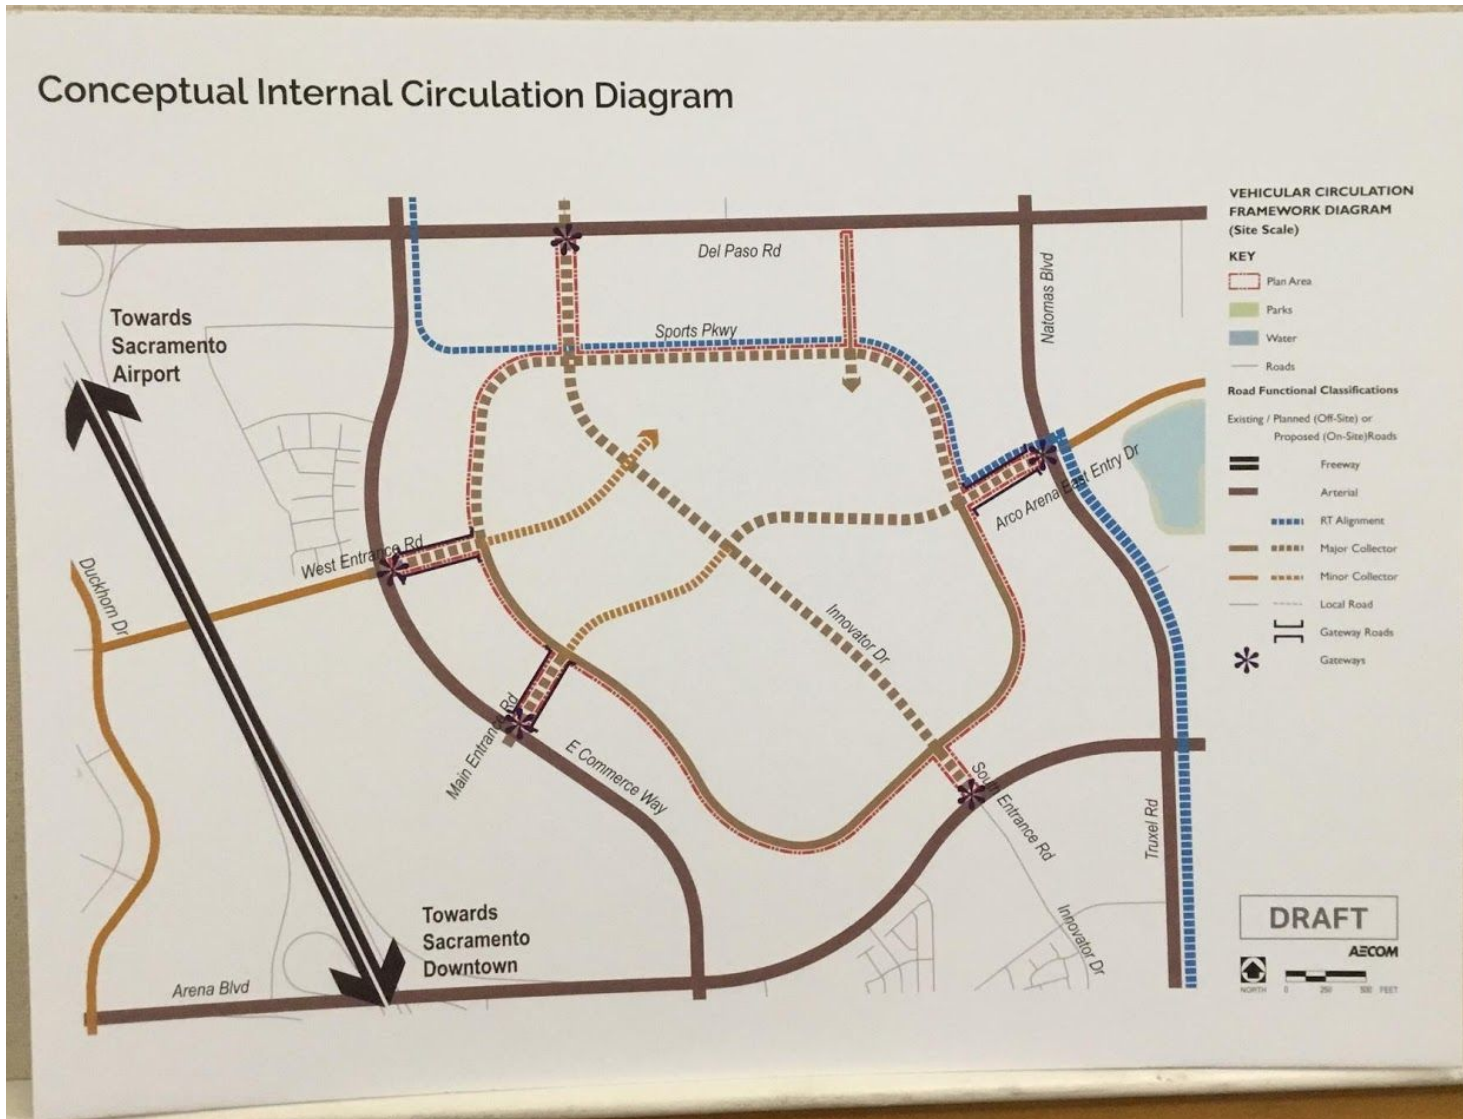 Conceptual Internal Circulation Diagram
VEHICULAR CIRCULATION
FRAMEWORK DIAGRAM
(Site Scale)
KEY
Plan Area
Parks
Water
Roads
Road Functional Classifications
Existing / Planned (Off-Site) or
Proposed (On-Site)Roads
Freeway
Arterial
RT Alignment
Major Collector
Minor Collector
Local Road
Gateway Roads
Gateways
Del Paso Rd
Natomas Blvd
Sports Pkwy
Towards
Sacramento
Airport
Arco Arena East Entry Dr
West Entrance Rd
Duckhorn Dr
Innovator Dr
Main Entrance Rd
E Commerce Way
South Entrance Rd
Truxel Rd
Innovator Dr
Towards
Sacramento
Downtown
Arena Blvd
DRAFT
AECOM
NORTH
0 250 500 FEET